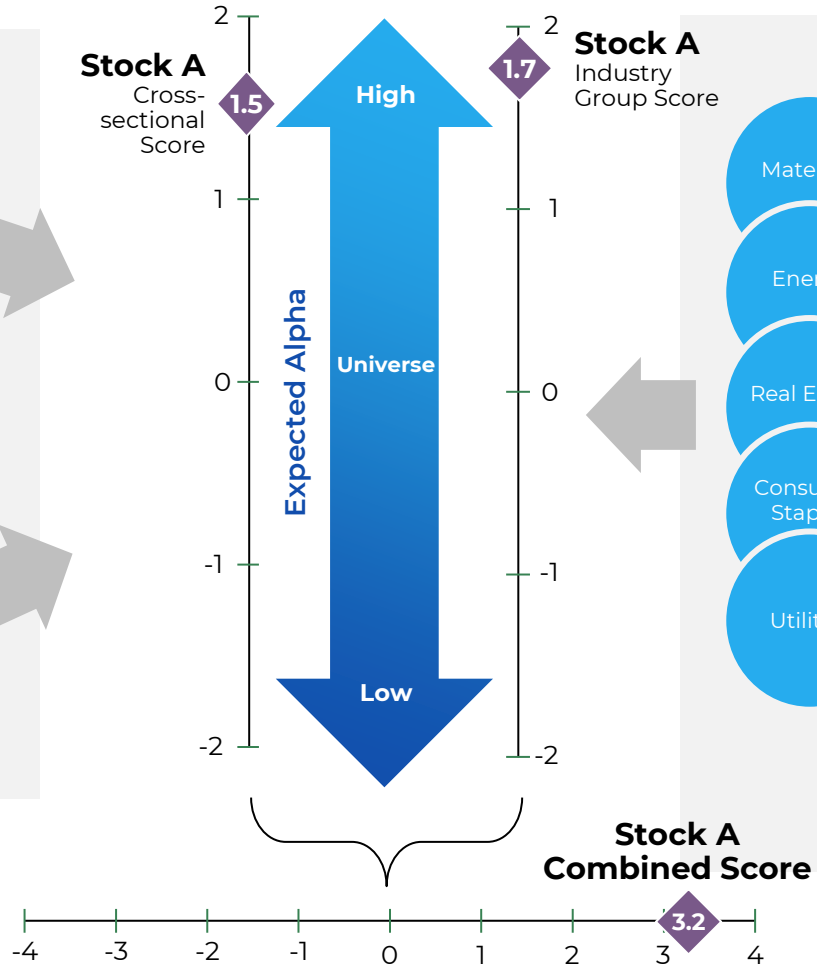 2
Stock A
Cross-
sectional
Score
1.5
1
0
-1
-2
Expected Alpha
High
Universe
Low
2
1.7
Stock A
Industry
Group Score
1
0
-1
-2
Real
Stock A
Combined Score
3.2
-4
-3
-2
-1
0
1
2
3
4